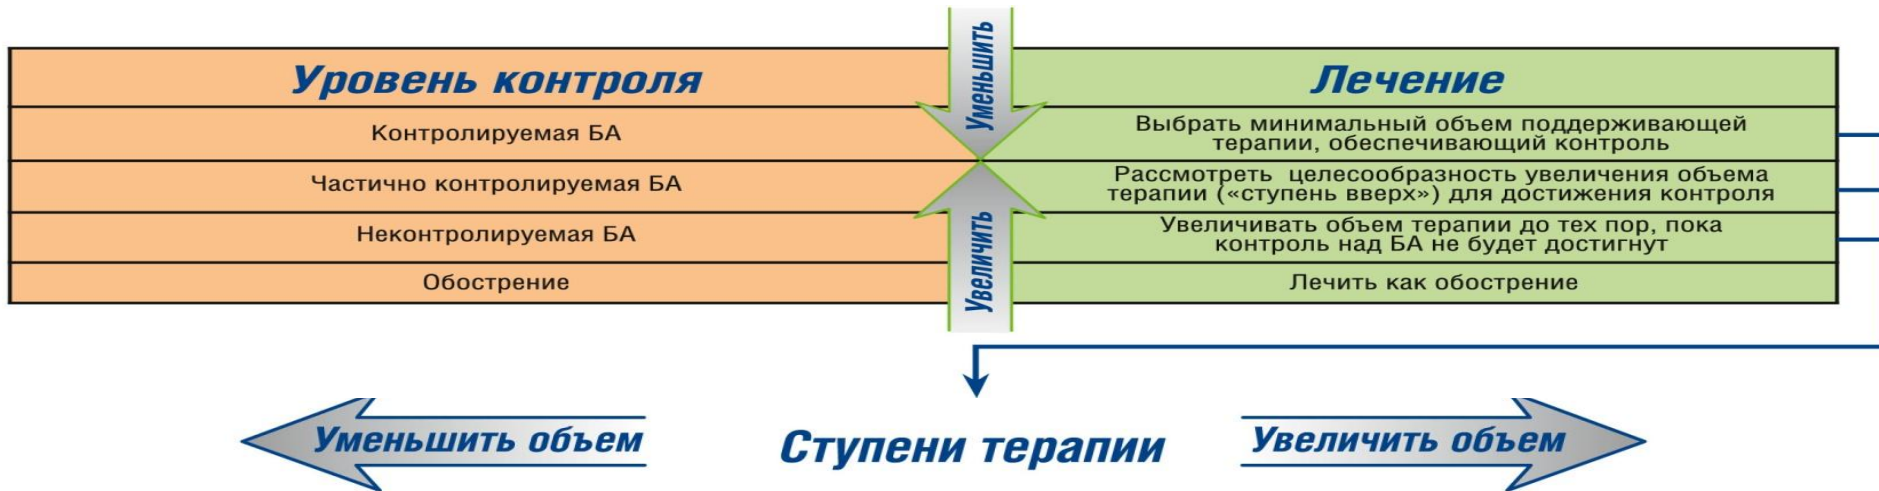 Уровень контроля
Уменьшить
Лечение
Контролируемая БА
Выбрать минимальный объем поддерживающей
терапии, обеспечивающий контроль
Частично контролируемая БА
Рассмотреть целесообразность увеличения объема
терапии («ступень вверх») для достижения контроля
Неконтролируемая БА
Увеличить
Увеличивать объем терапии до тех пор, пока
контроль над БА не будет достигнут
Обострение
Лечить как обострение
Уменьшить объем
Ступени терапии
Увеличить объем